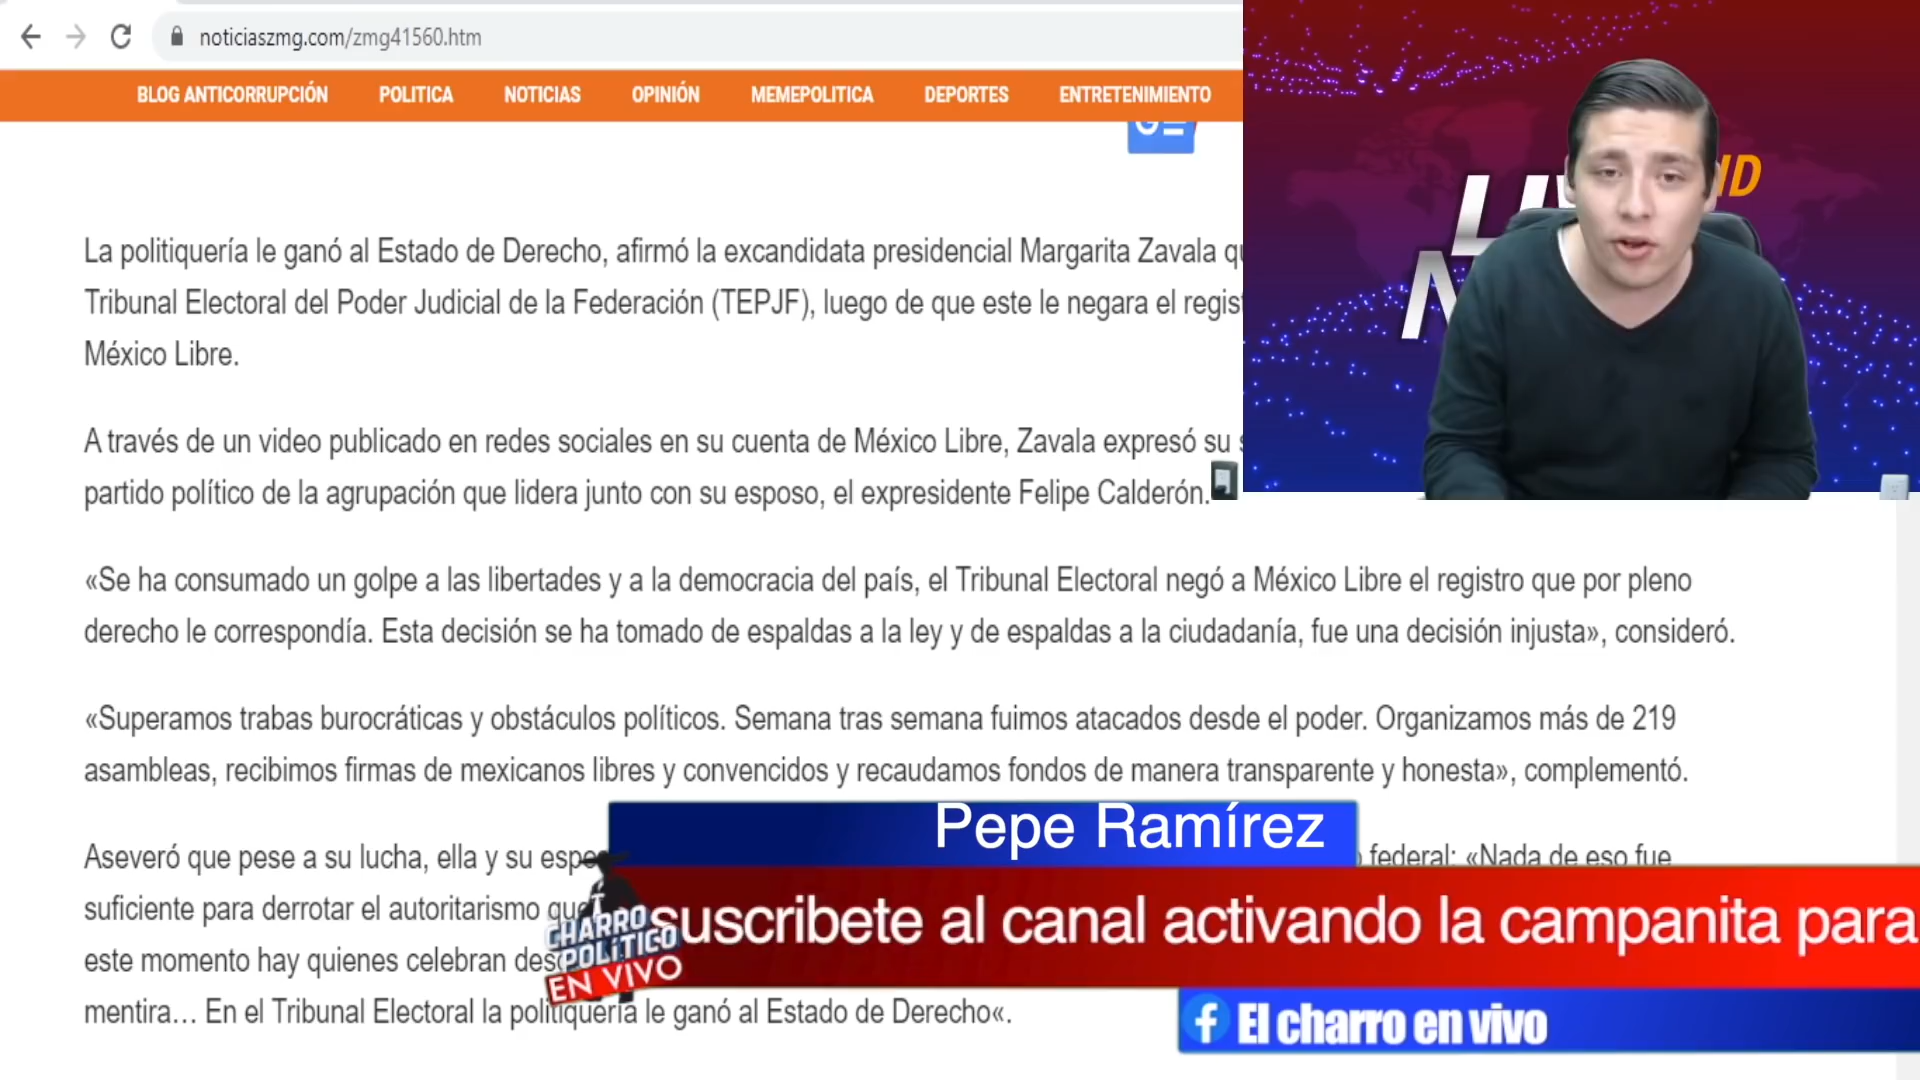 noticiaszmg.com/zmg41560.htm
BLOG ANTICORRUPCIÓN POLITICA NOTICIAS OPINIÓN MEMEPOLITICA DEPORTES ENTRETENIMIENTO
La politiquería le ganó al Estado de Derecho, afirmó la excandidata presidencial Margarita Zavala
Tribunal Electoral del Poder Judicial de la Federación (TEPJF), luego de que este le negara el
México Libre.
A través de un video publicado en redes sociales en su cuenta de México Libre, Zavala expresó su
partido político de la agrupación que lidera junto con su esposo, el expresidente Felipe Calderón.
«Se ha consumado un golpe a las libertades y a la democracia del país, el Tribunal Electoral negó a México Libre el registro que por pleno
derecho le correspondía. Esta decisión se ha tomado de espaldas a la ley y de espaldas a la ciudadanía, fue una decisión injusta», consideró.
«Superamos trabas burocráticas y obstáculos políticos. Semana tras semana fuimos atacados desde el poder. Organizamos más de 219
asambleas, recibimos firmas de mexicanos libres y convencidos y recaudamos fondos de manera transparente y honesta», complementó.
Pepe Ramírez
Aseveró que pese a su lucha, ella y su federal: «Nada de eso fue
suficiente para derrotar el autoritarismo
suscribete al canal activando la campanita para
este momento hay quienes celebran
CHARRO
POLÍTICO
EN VIVO
mentira… En el Tribunal Electoral la politiquería le ganó al Estado de Derecho«.
El charro en vivo